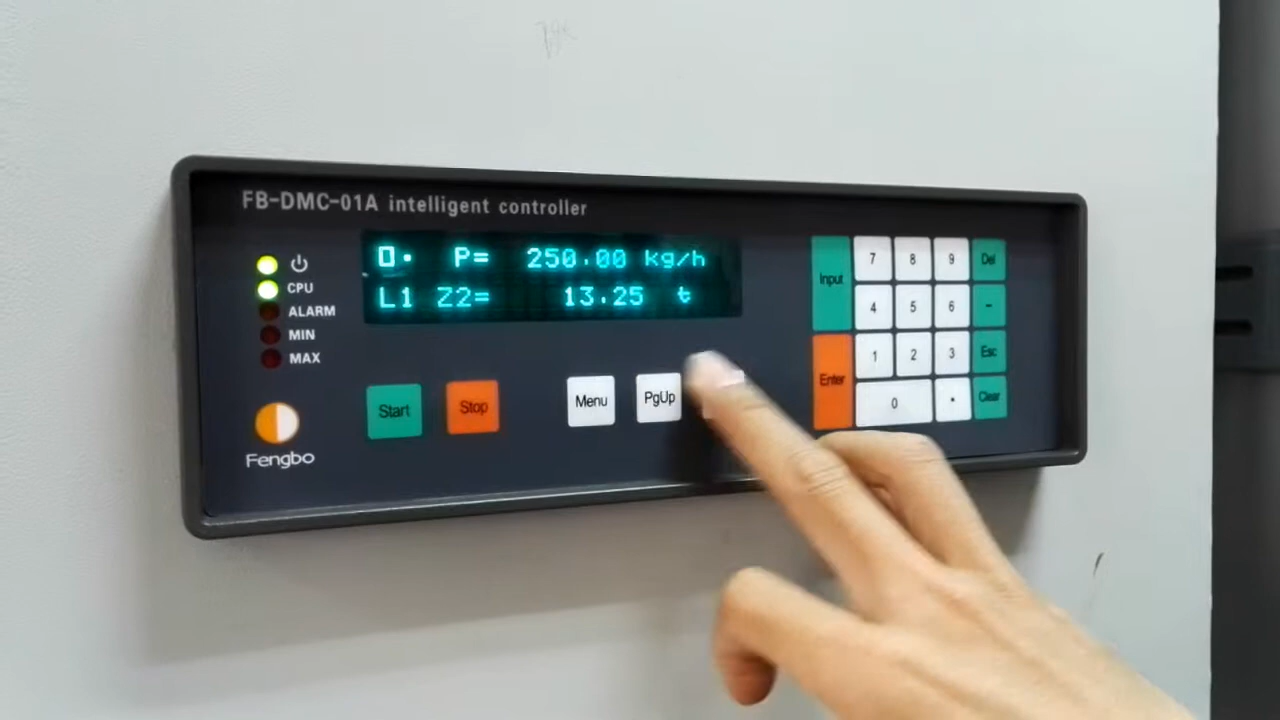 FB-DMC-01A intelligent controller
0. P= 250.00 kg/h
L1 Z2= 13.25 t
CPU
ALARM
MIN
MAX
Fengbo
Start
Stop
Menu
PgUp
Input
7 8 9 Del
4 5 6 -
Enter
1 2 3 Esc
0 . Clear